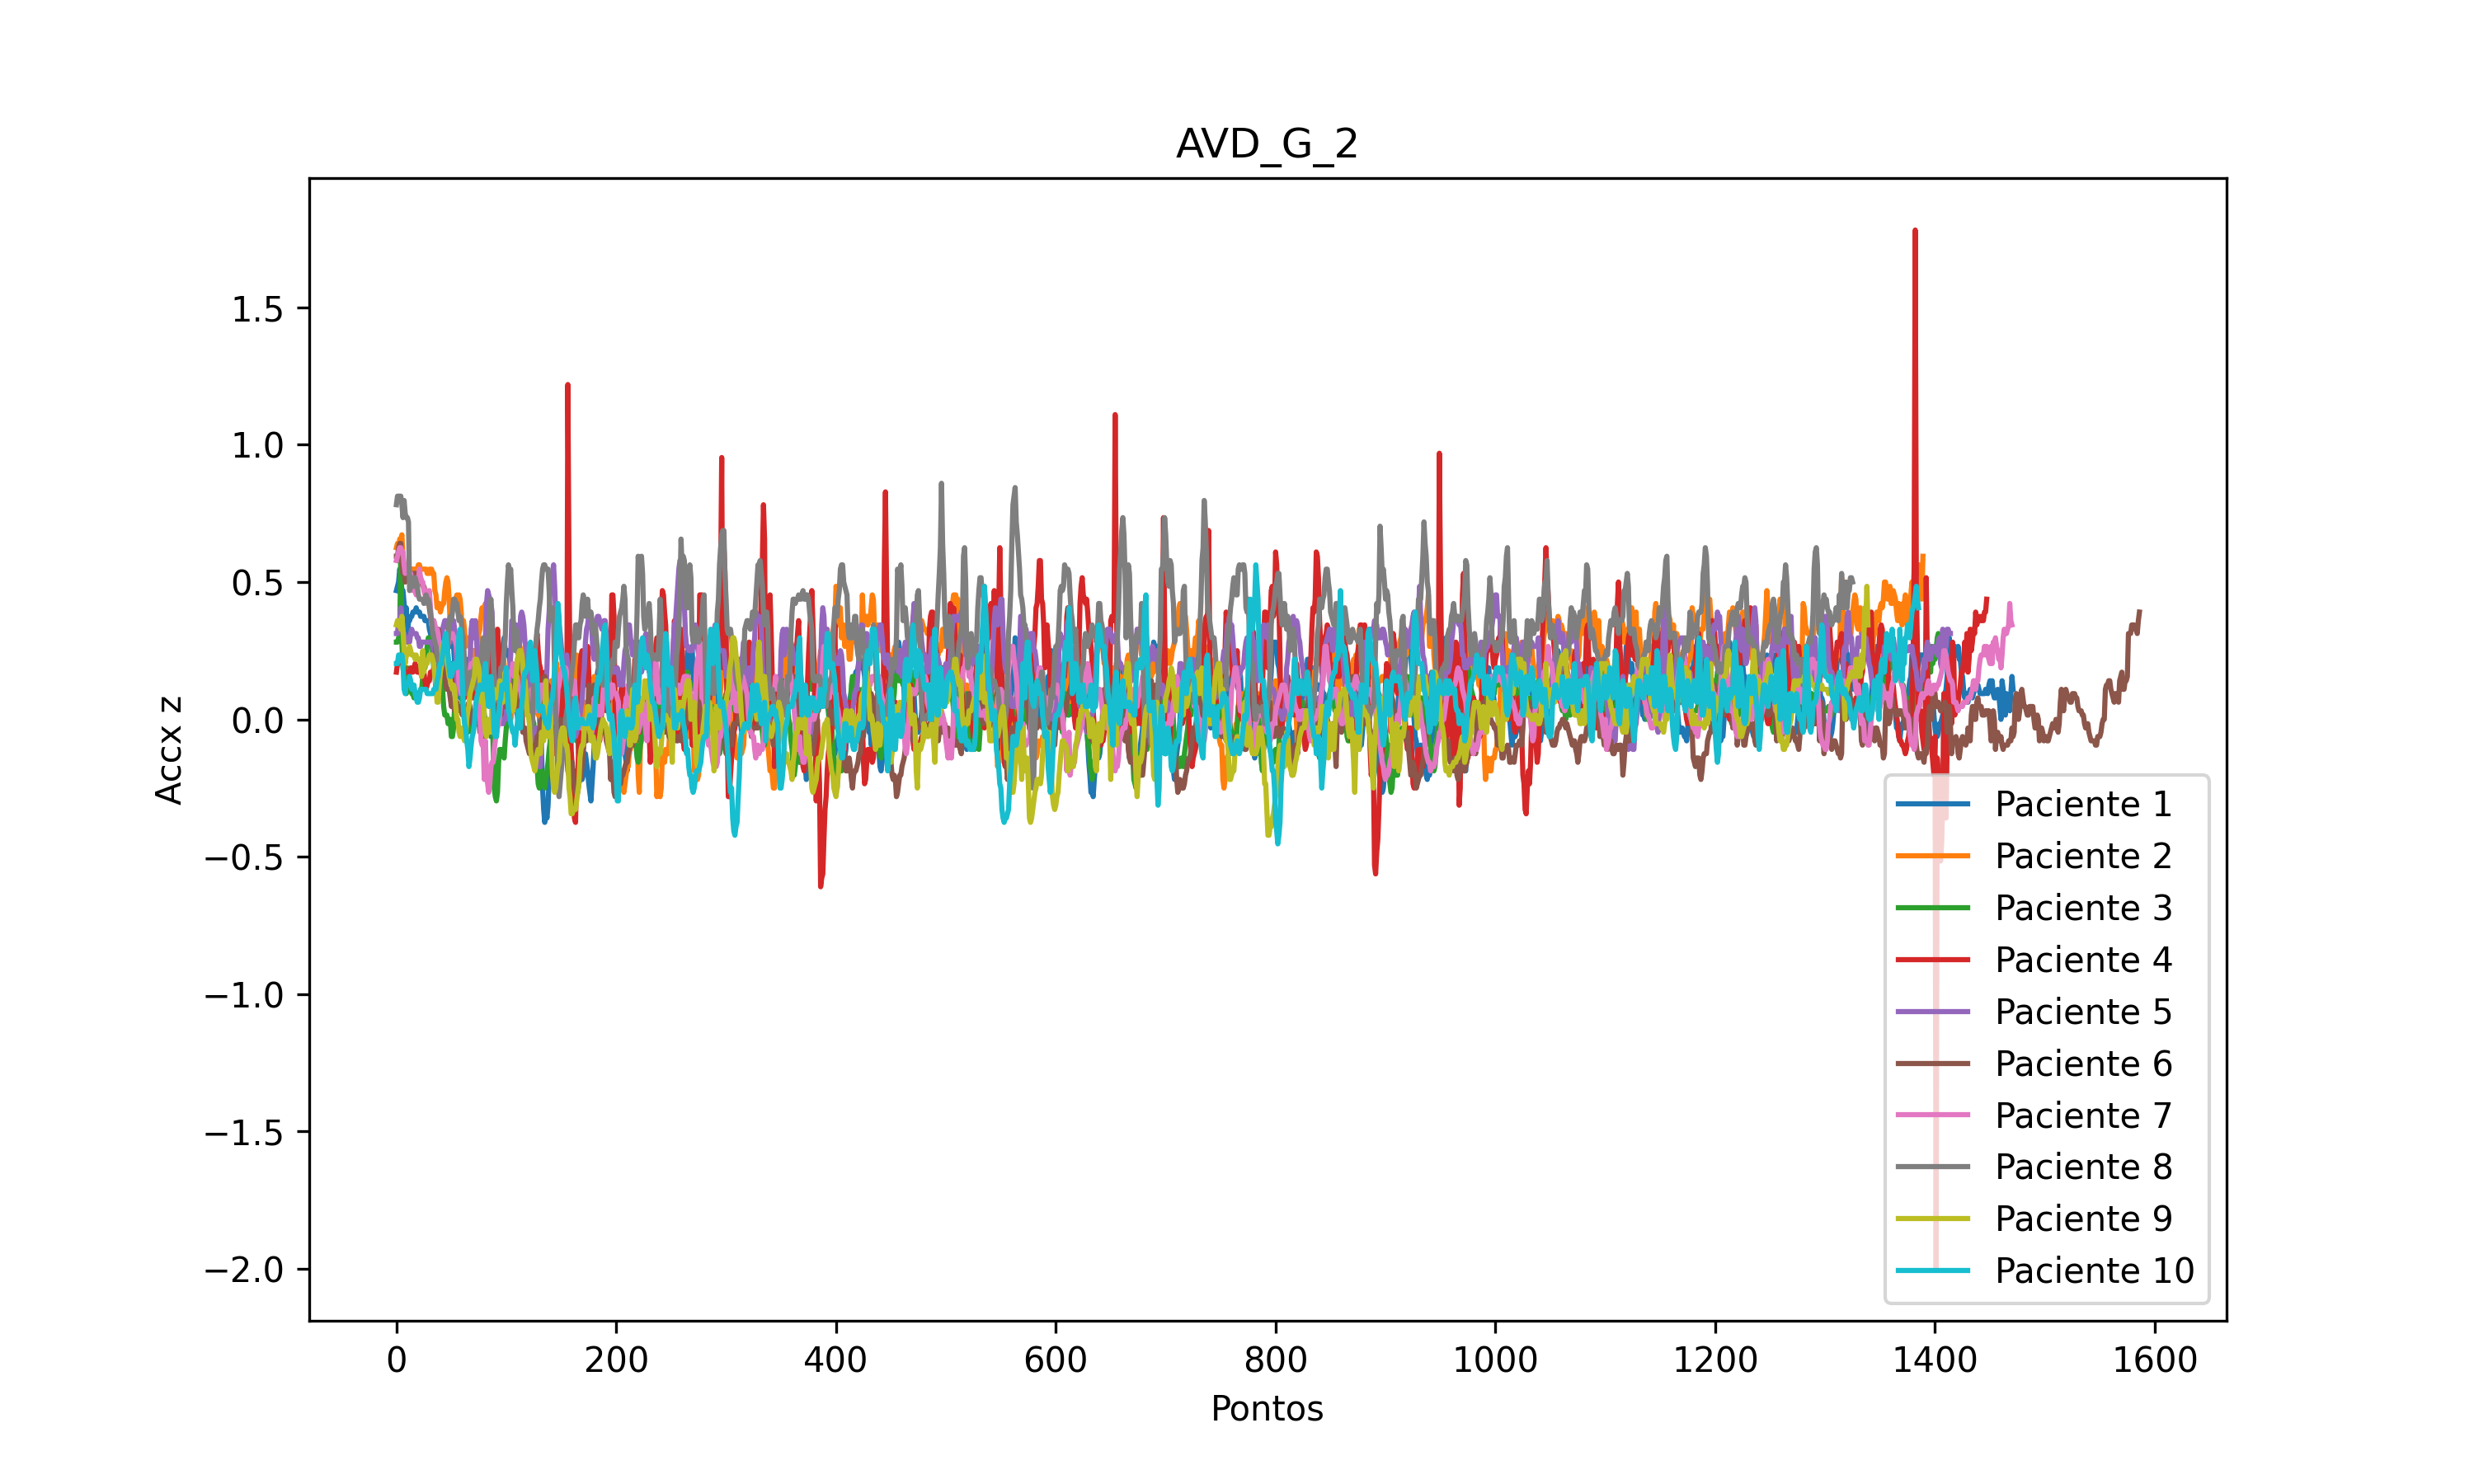 AVD_G_2
Accx z
1.5
1.0
0.5
0.0
−0.5
−1.0
−1.5
−2.0
Paciente 1
Paciente 2
Paciente 3
Paciente 4
Paciente 5
Paciente 6
Paciente 7
Paciente 8
Paciente 9
Paciente 10
0 200 400 600 800 1000 1200 1400 1600
Pontos